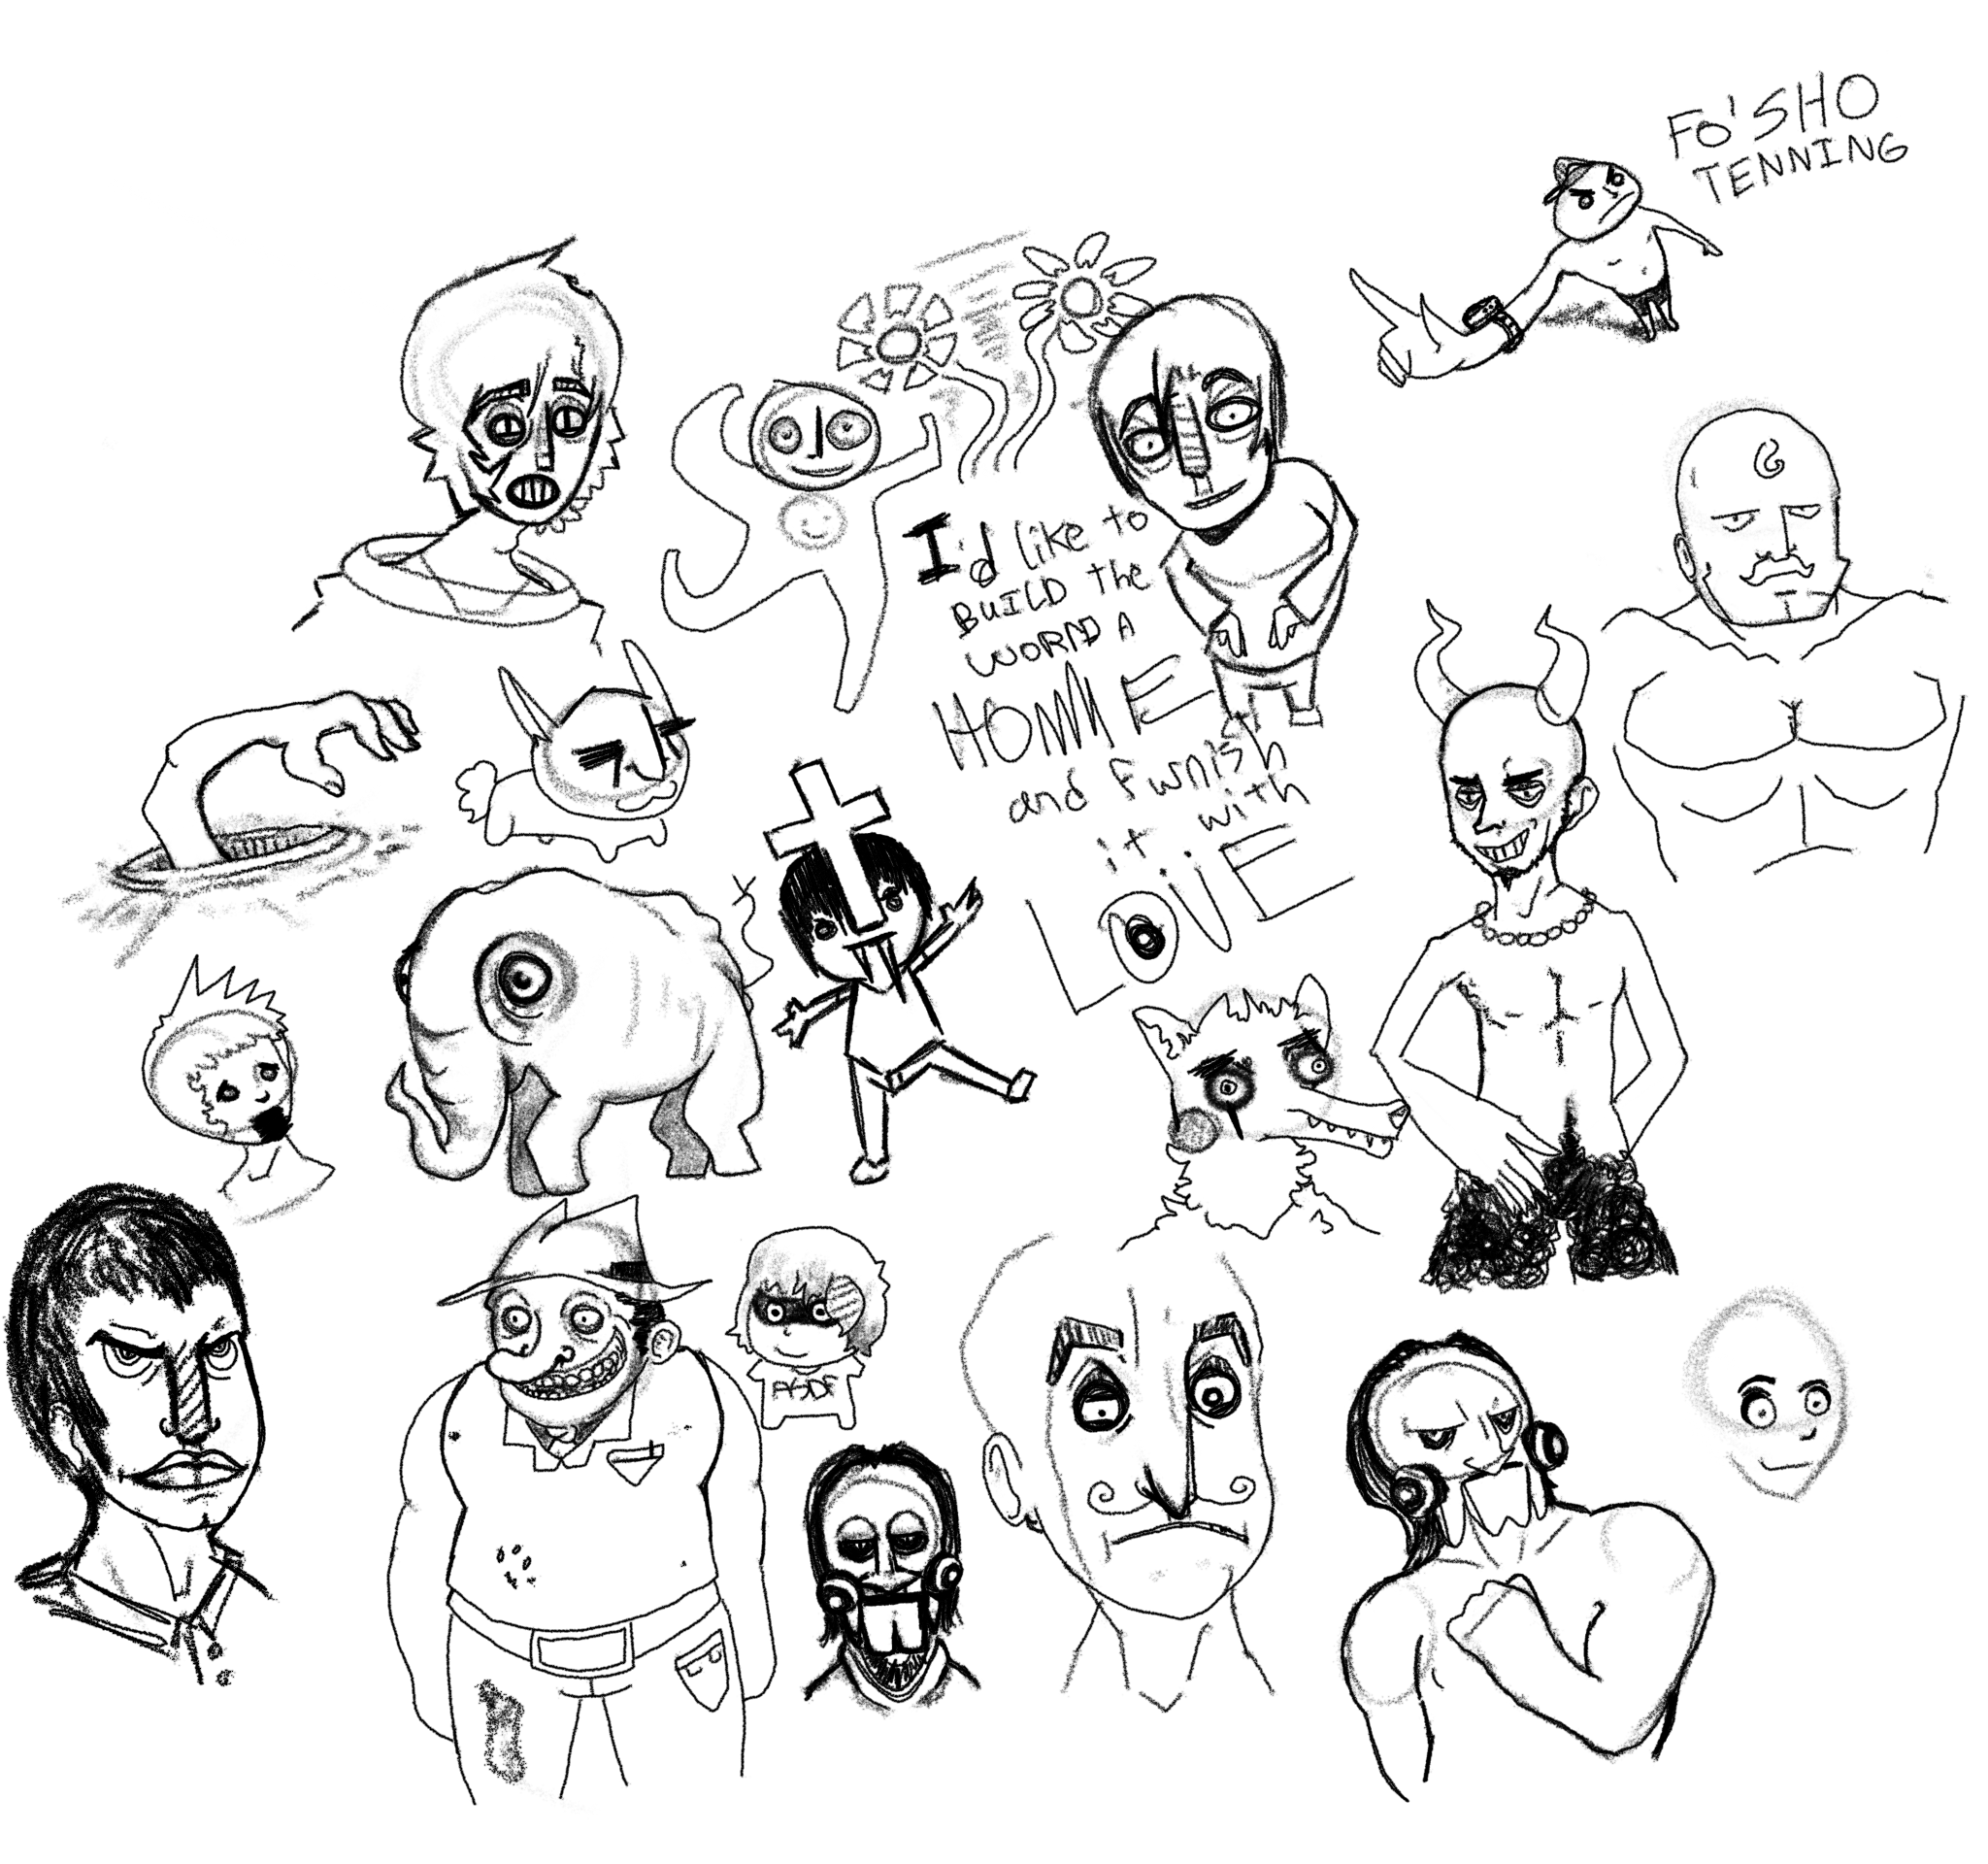 FO'SHO
TENNING
I'd like to
BUILD the
WORLD A
HOME
and furnish
it with
LOVE
ASDF